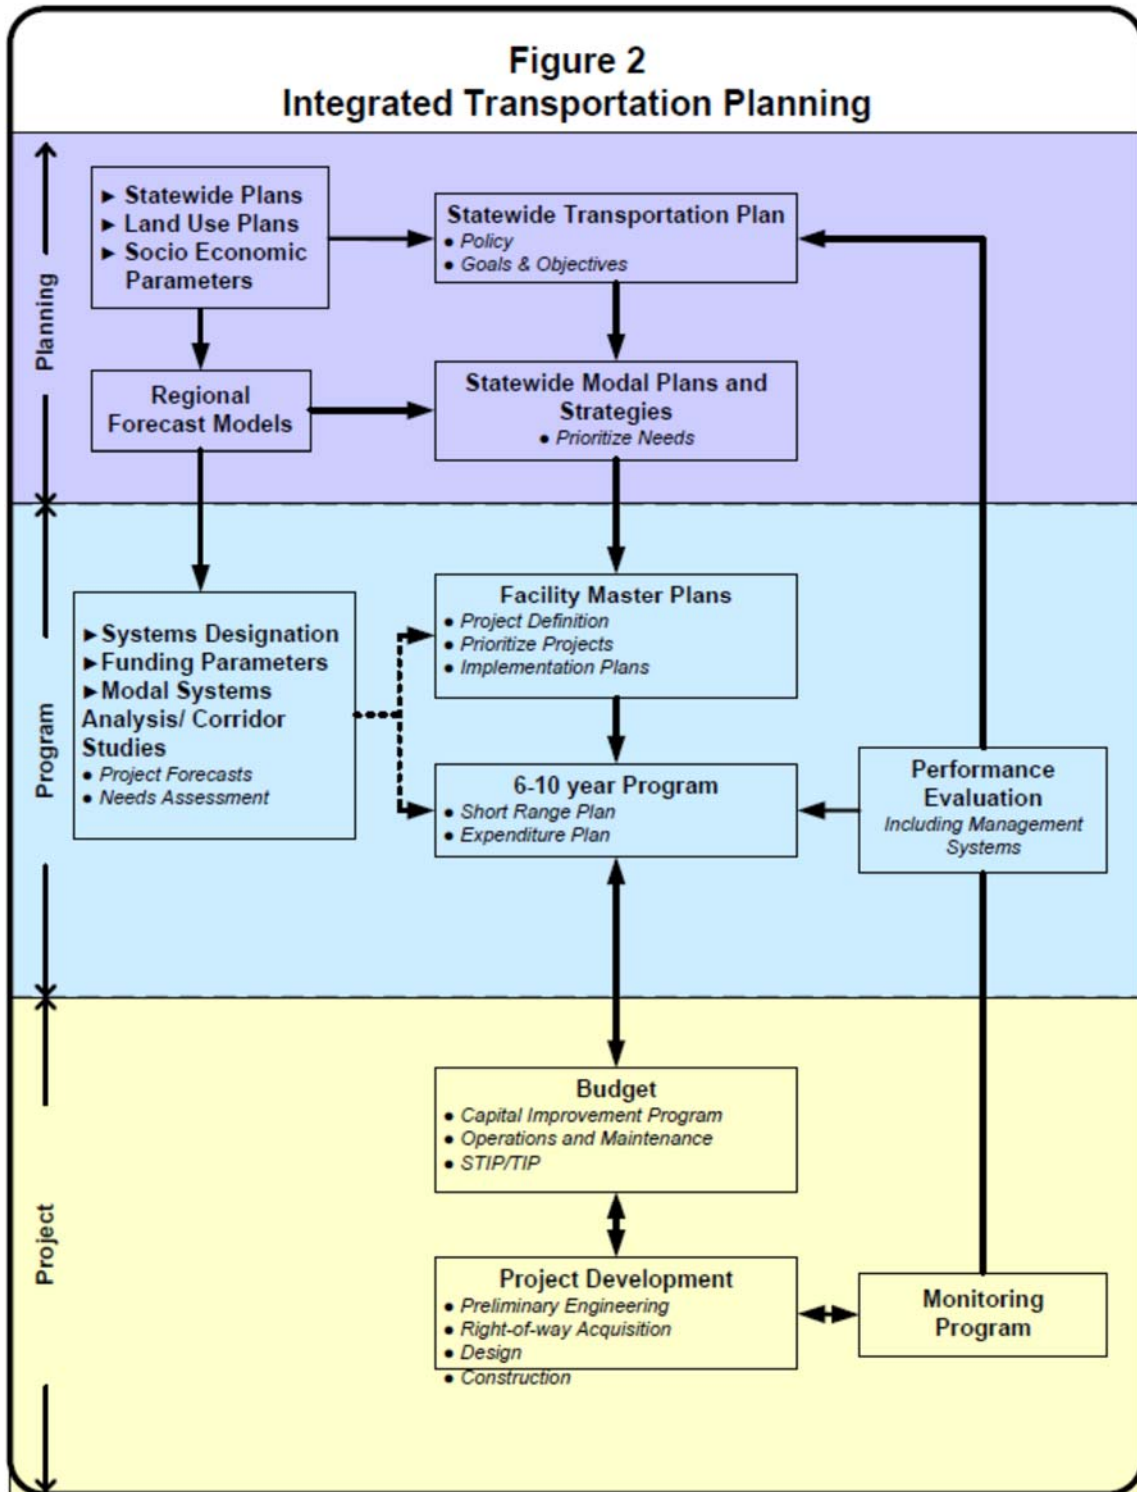 Figure 2
Integrated Transportation Planning
Planning
► Statewide Plans
► Land Use Plans
► Socio Economic
Parameters
Statewide Transportation Plan
● Policy
● Goals & Objectives
Regional
Forecast Models
Statewide Modal Plans and
Strategies
● Prioritize Needs
Program
►Systems Designation
►Funding Parameters
►Modal Systems
Analysis/ Corridor
Studies
● Project Forecasts
● Needs Assessment
Facility Master Plans
● Project Definition
● Prioritize Projects
● Implementation Plans
6-10 year Program
● Short Range Plan
● Expenditure Plan
Performance
Evaluation
Including Management
Systems
Project
Budget
● Capital Improvement Program
● Operations and Maintenance
● STIP/TIP
Project Development
● Preliminary Engineering
● Right-of-way Acquisition
● Design
● Construction
Monitoring
Program